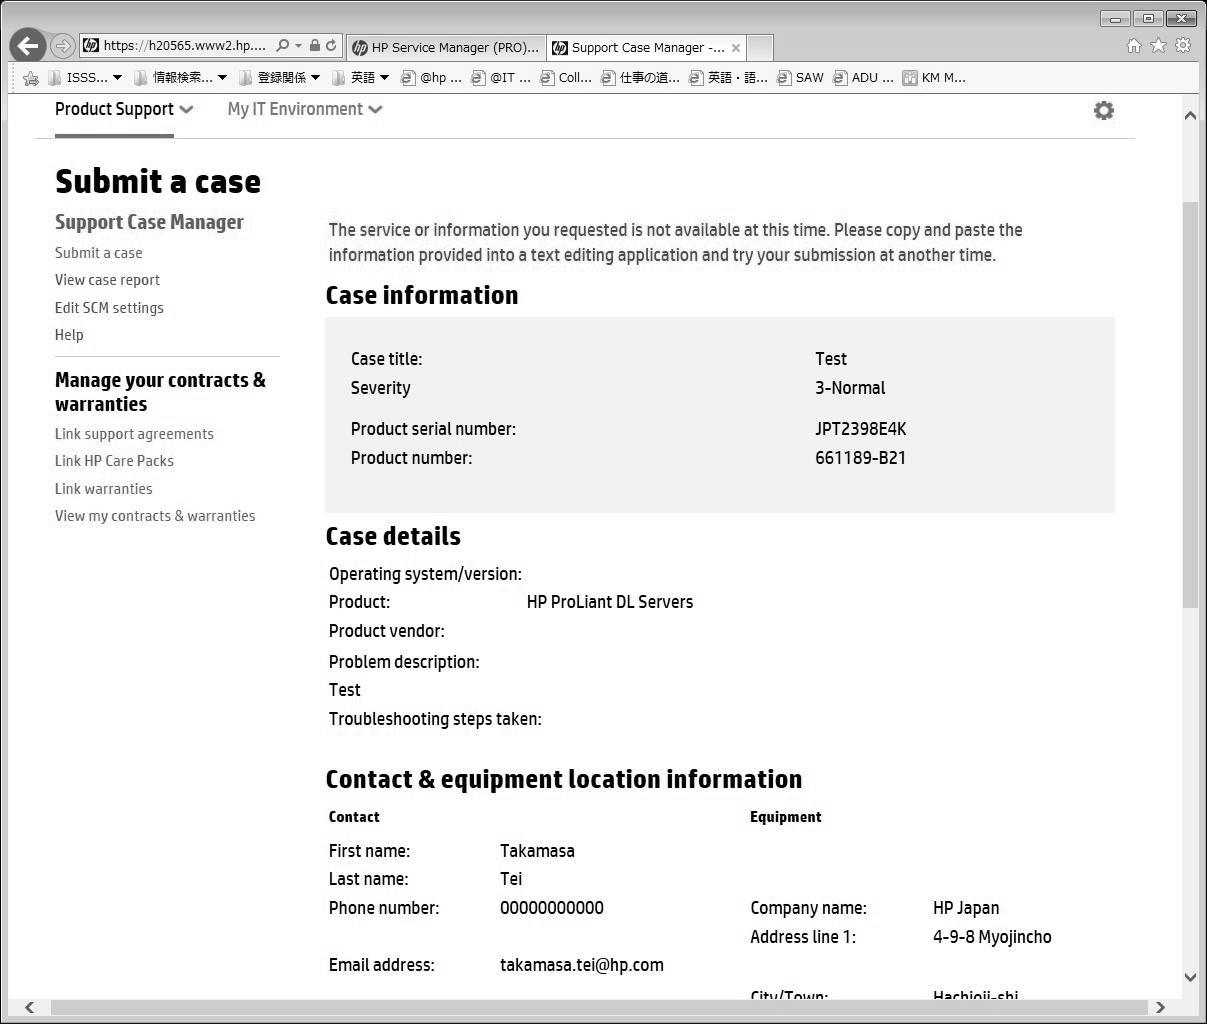 https://h20565.www2.hp....
HP Service Manager (PRO)...
Support Case Manager -...
ISSS...
情報検索...
登録関係
英語
@hp ...
@IT ...
Coll...
仕事の道...
英語・語...
SAW
ADU ...
KM M...
Product Support
My IT Environment
Submit a case
Support Case Manager
Submit a case
View case report
Edit SCM settings
Help
Manage your contracts &
warranties
Link support agreements
Link HP Care Packs
Link warranties
View my contracts & warranties
The service or information you requested is not available at this time. Please copy and paste the
information provided into a text editing application and try your submission at another time.
Case information
Case title: Test
Severity 3-Normal
Product serial number: JPT2398E4K
Product number: 661189-B21
Case details
Operating system/version:
Product: HP ProLiant DL Servers
Product vendor:
Problem description:
Test
Troubleshooting steps taken:
Contact & equipment location information
Contact Equipment
First name: Takamasa
Last name: Tei
Phone number: 00000000000 Company name: HP Japan
Address line 1: 4-9-8 Myojincho
Email address: takamasa.tei@hp.com
City/Town: Hachioji-shi